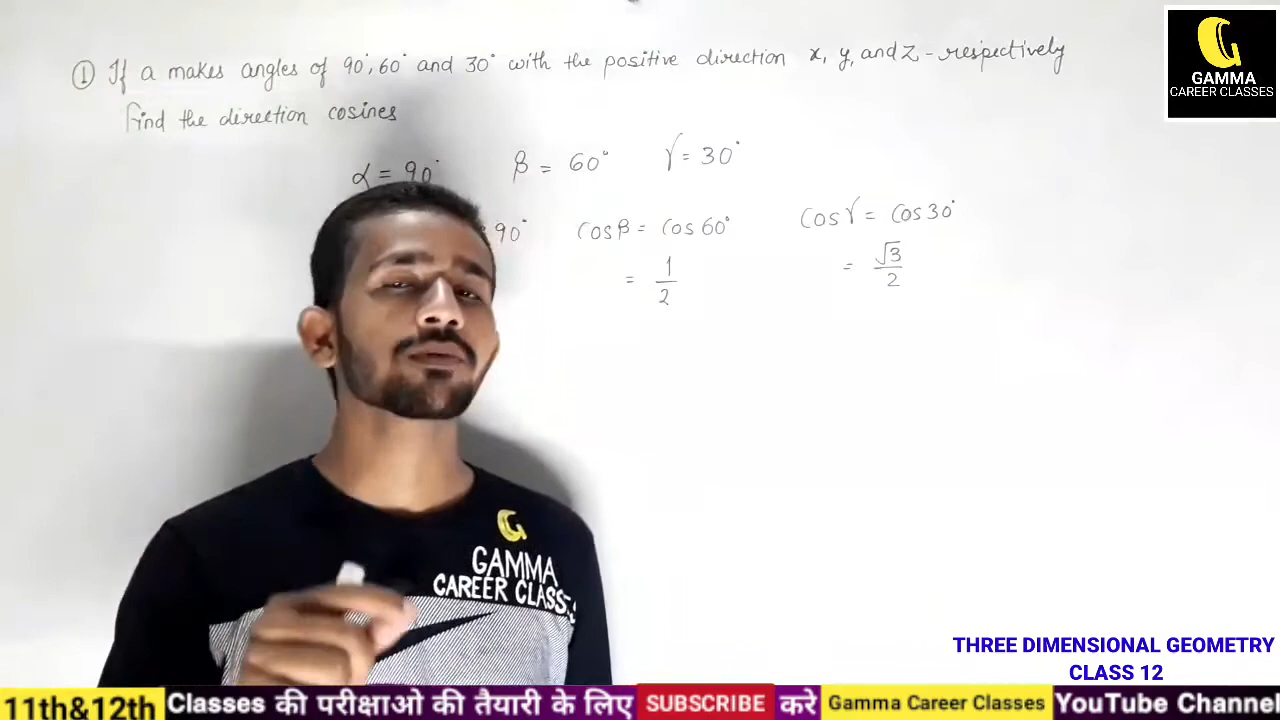 ① If a makes angles of 90°, 60° and 30° with the positive direction x, y, and z - respectively
find the direction cosines
α = 90° β = 60° γ = 30°
90° cosβ = cos 60° cosγ = cos 30°
= 1/2 = √3/2
GAMMA
CAREER CLASSES
GAMMA
CAREER CLASSES
THREE DIMENSIONAL GEOMETRY
CLASS 12
11th&12th Classes की परीक्षाओ की तैयारी के लिए SUBSCRIBE करे Gamma Career Classes YouTube Channel